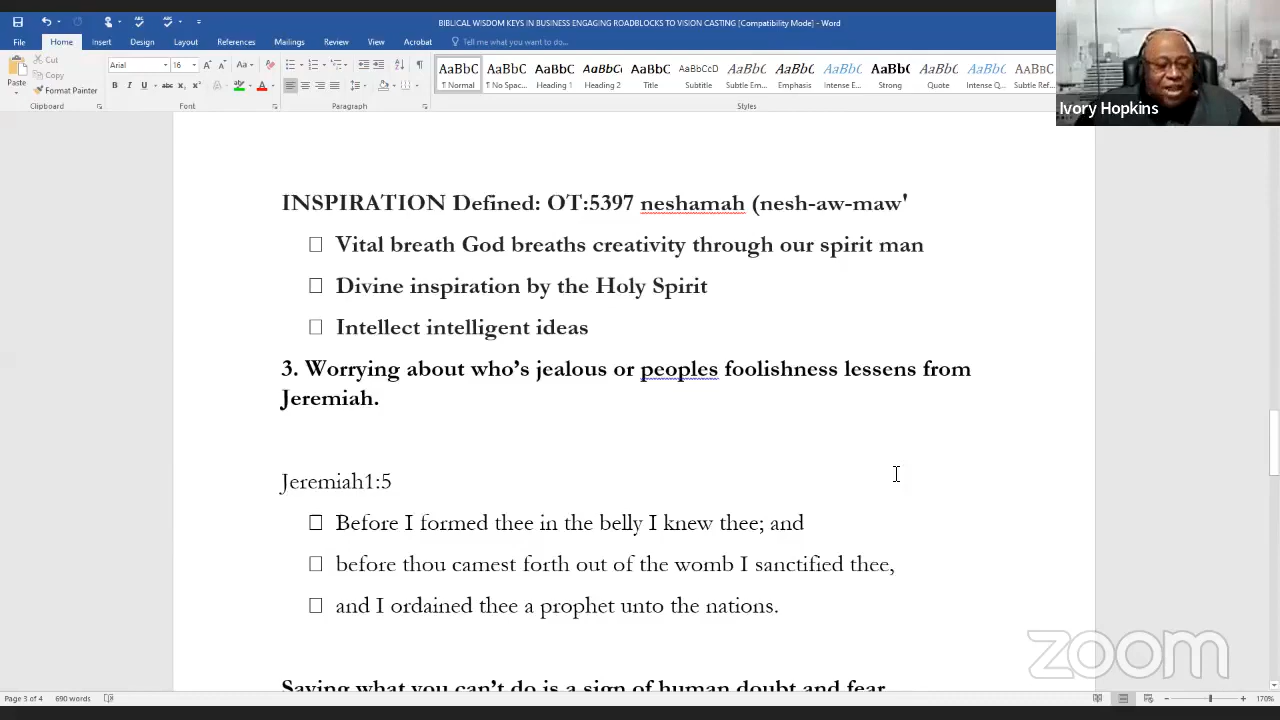 BIBLICAL WISDOM KEYS IN BUSINESS ENGAGING ROADBLOCKS TO VISION CASTING [Compatibility Mode] - Word
File Home Insert Design Layout References Mailings Review View Acrobat Tell me what you want to do...
Paste Cut Copy Format Painter
Arial 16
AaBbC AaBbC AaBbC AaBbCc AaBbC AaBbCcD AaBbC AaBbC AaBbC AaBbC AaBbC AaBbC AaBbC
¶ Normal ¶ No Spac... Heading Heading 2 Title Subtitle Subtle Em... Emphasis Intense E... Strong Quote Intense Q... Subtle Ref...
Clipboard Font Paragraph Styles
Ivory Hopkins
INSPIRATION Defined: OT:5397 neshamah (nesh-aw-maw'
Vital breath God breaths creativity through our spirit man
Divine inspiration by the Holy Spirit
Intellect intelligent ideas
3. Worrying about who's jealous or peoples foolishness lessens from
Jeremiah.
Jeremiah1:5
Before I formed thee in the belly I knew thee; and
before thou camest forth out of the womb I sanctified thee,
and I ordained thee a prophet unto the nations.
zoom
Saying what you can't do is a sign of human doubt and fear
Page 3 of 4 690 words 170%